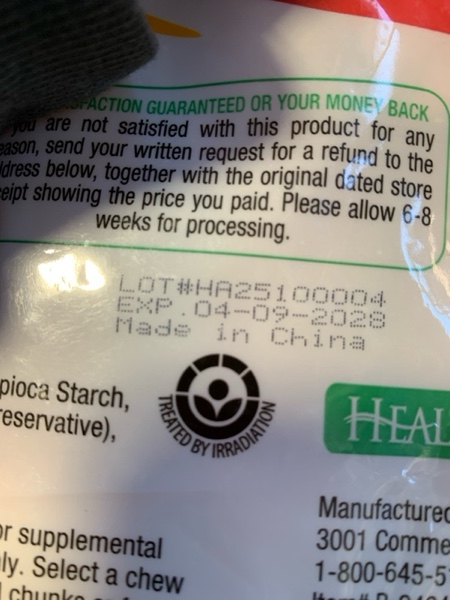 SFACTION GUARANTEED OR YOUR MONEY BACK
you are not satisfied with this product for any
eason, send your written request for a refund to the
ddress below, together with the original dated store
ceipt showing the price you paid. Please allow 6-8
weeks for processing.
LOT#HA25100004
EXP.04-09-2028
Made in China
pioca Starch,
reservative),
TREATED BY IRRADIATION
HEAL
Manufactured
3001 Comme
1-800-645-5
or supplemental
nly. Select a chew